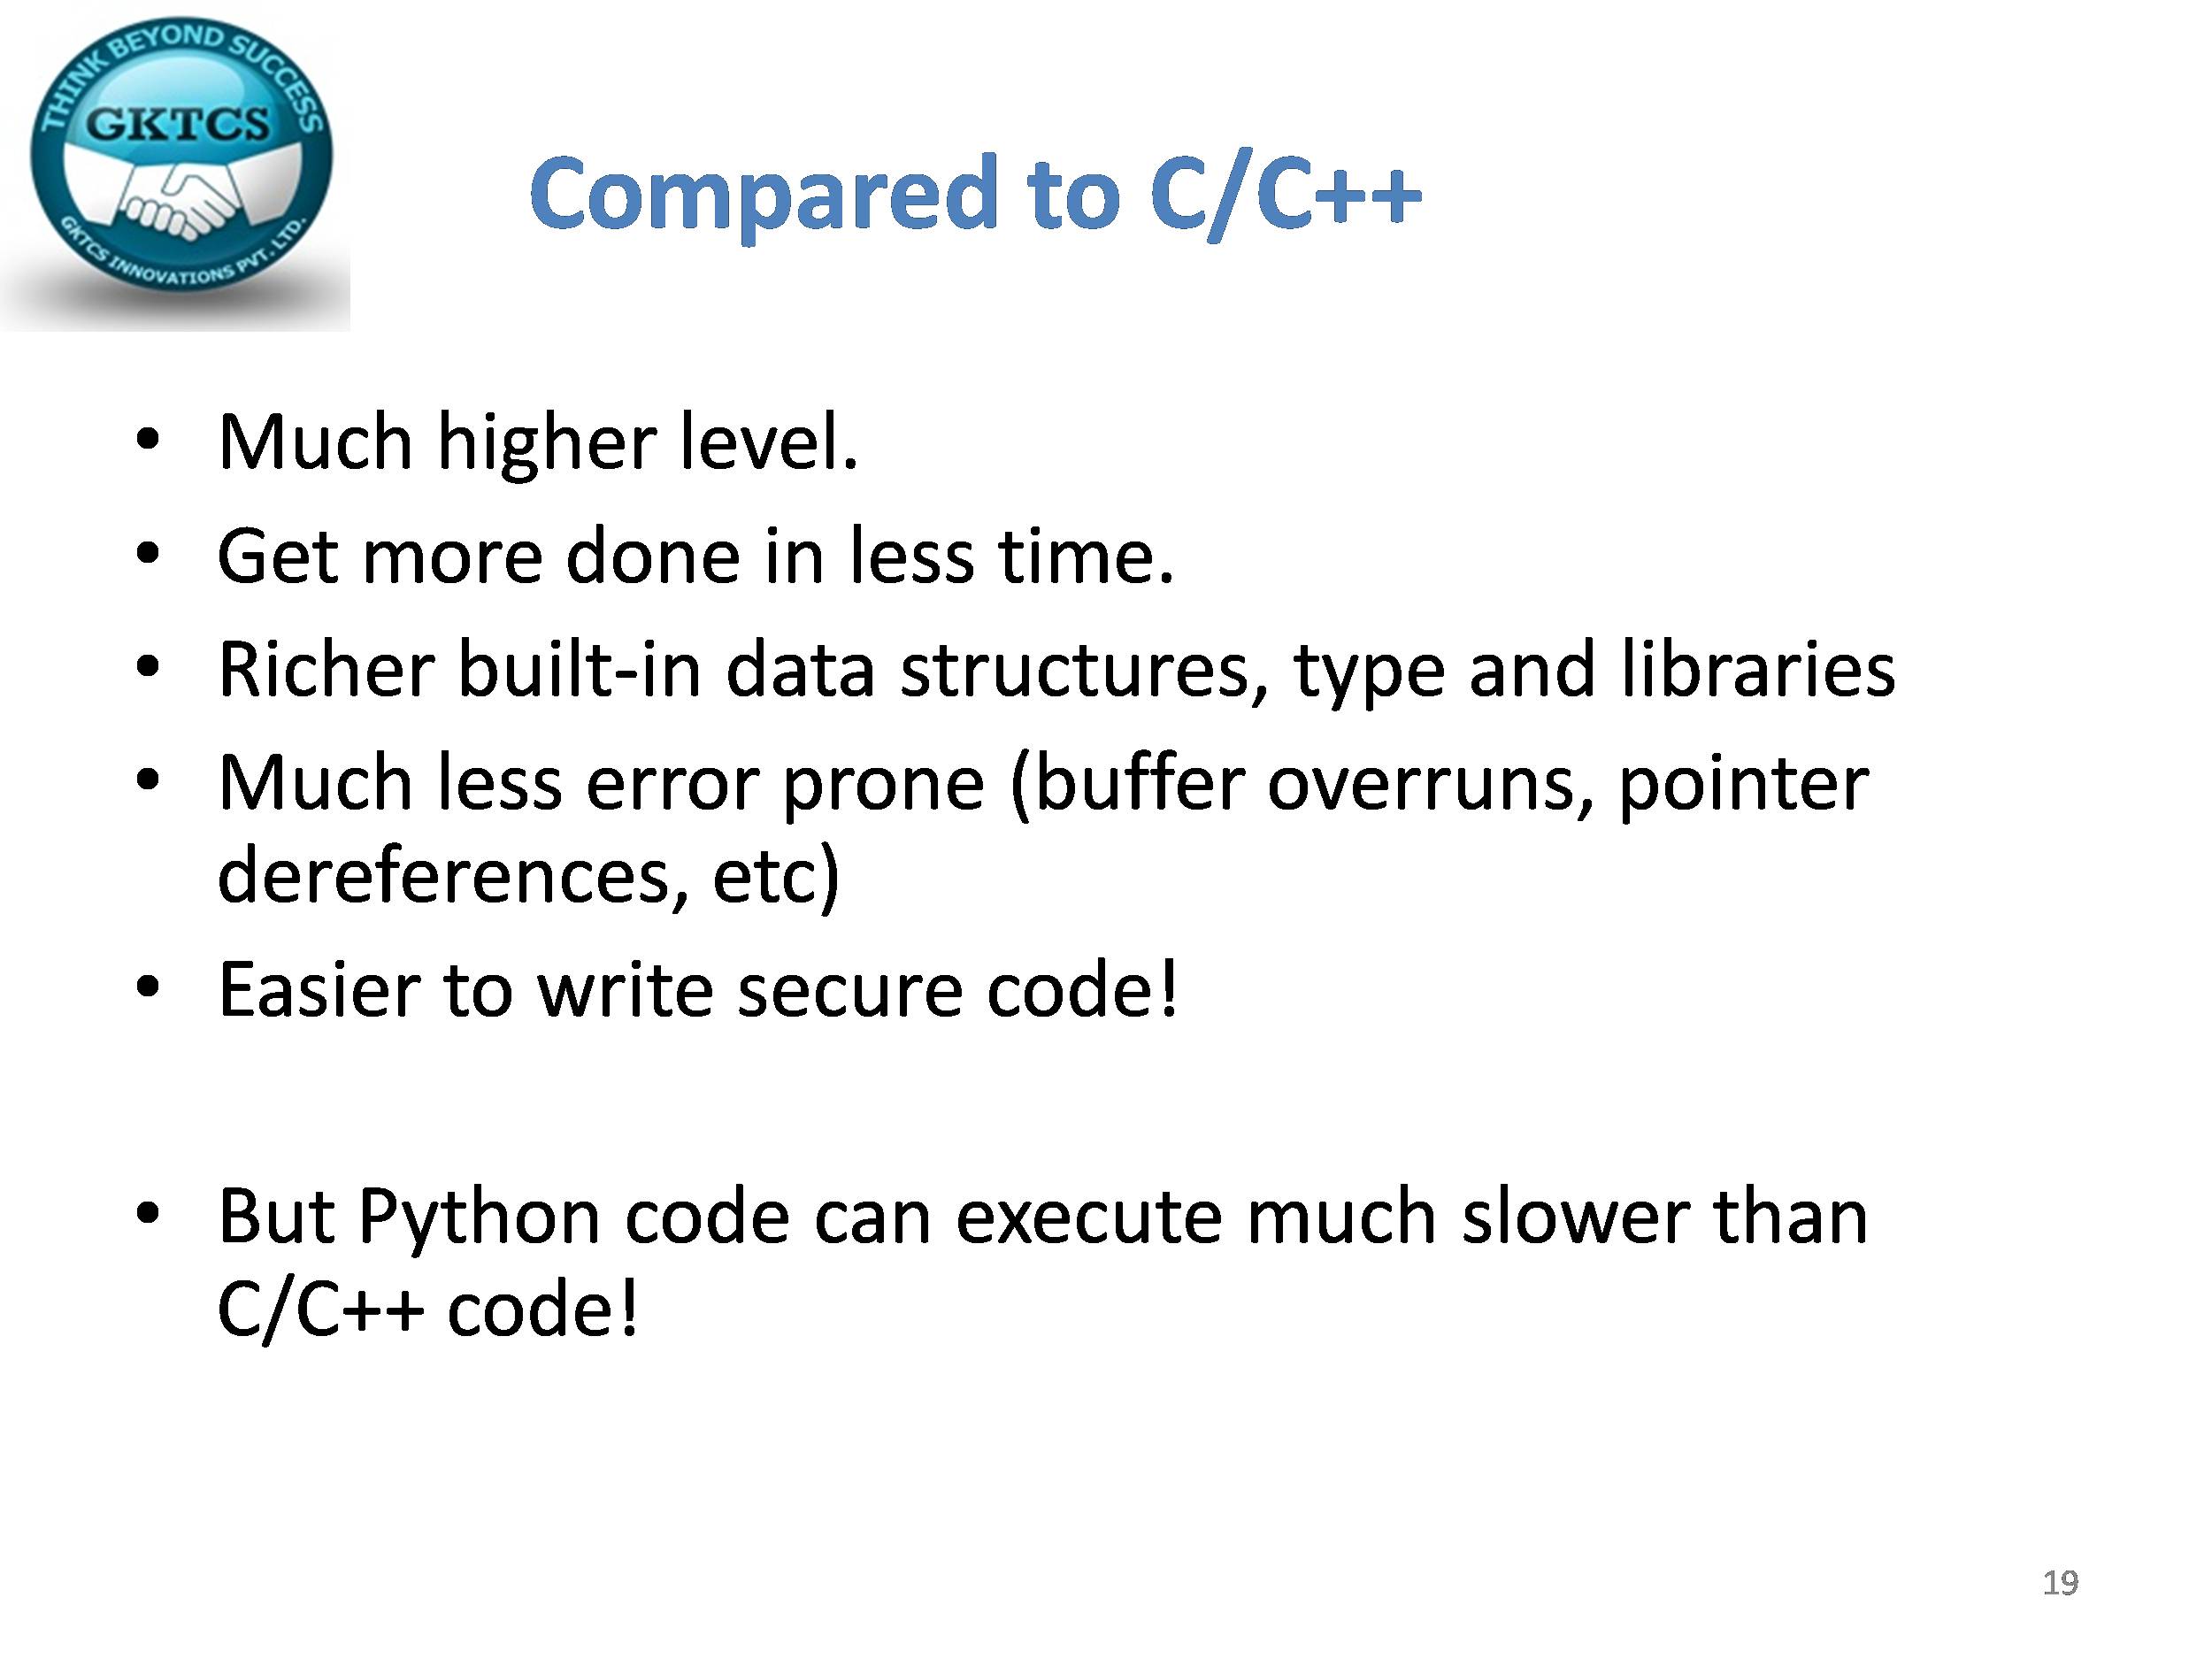 THINK BEYOND SUCCESS
GKTCS
GKTCS INNOVATIONS PVT. LTD.
Compared to C/C++
• Much higher level.
• Get more done in less time.
• Richer built-in data structures, type and libraries
• Much less error prone (buffer overruns, pointer
dereferences, etc)
• Easier to write secure code!
• But Python code can execute much slower than
C/C++ code!
19